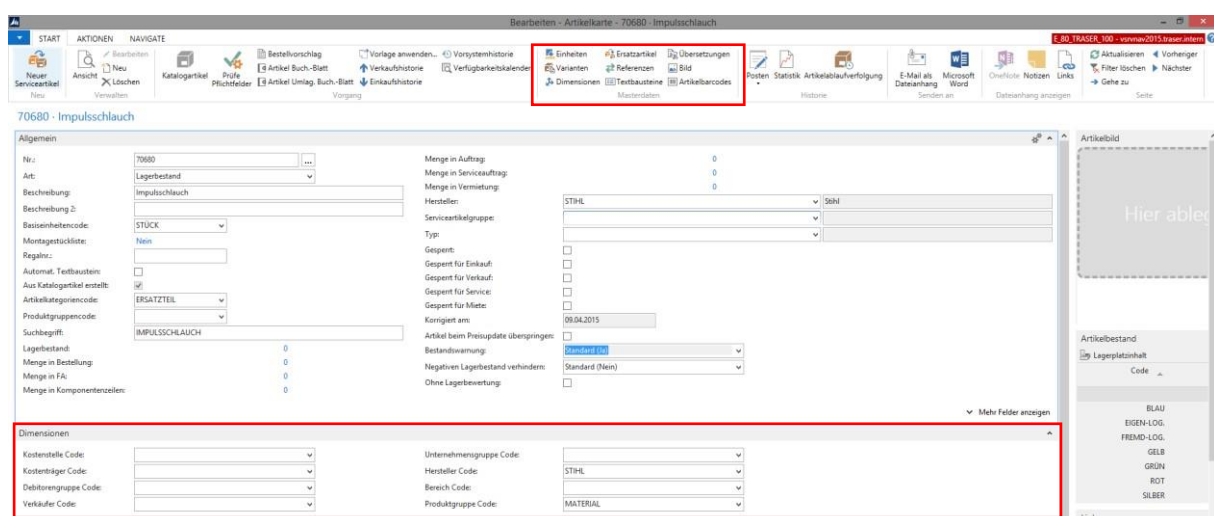 Bearbeiten - Artikelkarte - 70680 · Impulsschlauch
START AKTIONEN NAVIGATE
E_80_TRASER_100 - vsrvnav2015.traser.intern
Neuer Serviceartikel
Neu
Ansicht
Bearbeiten
Neu
Löschen
Verwalten
Katalogartikel
Prüfe Pflichtfelder
Bestellvorschlag
Artikel Buch.-Blatt
Artikel Umlag. Buch.-Blatt
Vorlage anwenden...
Verkaufshistorie
Einkaufshistorie
Vorsystemhistorie
Verfügbarkeitskalender
Vorgang
Einheiten
Varianten
Dimensionen
Ersatzartikel
Referenzen
Textbausteine
Übersetzungen
Bild
Artikelbarcodes
Masterdaten
Posten
Statistik
Artikelablaufverfolgung
Historie
E-Mail als Dateianhang
Microsoft Word
Senden an
OneNote
Notizen
Links
Dateianhang anzeigen
Aktualisieren
Filter löschen
Gehe zu
Vorheriger
Nächster
Seite
70680 · Impulsschlauch
Allgemein
Nr.: 70680 ...
Art: Lagerbestand
Beschreibung: Impulsschlauch
Beschreibung 2:
Basiseinheitencode: STÜCK
Montagestückliste: Nein
Regalnr.:
Automat. Textbaustein:
Aus Katalogartikel erstellt:
Artikelkategoriencode: ERSATZTEIL
Produktgruppencode:
Suchbegriff: IMPULSSCHLAUCH
Lagerbestand: 0
Menge in Bestellung: 0
Menge in FA: 0
Menge in Komponentenzeilen: 0
Menge in Auftrag: 0
Menge in Serviceauftrag: 0
Menge in Vermietung: 0
Hersteller: STIHL Stihl
Serviceartikelgruppe:
Typ:
Gesperrt:
Gesperrt für Einkauf:
Gesperrt für Verkauf:
Gesperrt für Service:
Gesperrt für Miete:
Korrigiert am: 09.04.2015
Artikel beim Preisupdate überspringen:
Bestandswarnung: Standard (Ja)
Negativen Lagerbestand verhindern: Standard (Nein)
Ohne Lagerbewertung:
Mehr Felder anzeigen
Dimensionen
Kostenstelle Code:
Kostenträger Code:
Debitorengruppe Code:
Verkäufer Code:
Unternehmensgruppe Code:
Hersteller Code: STIHL
Bereich Code:
Produktgruppe Code: MATERIAL
Artikelbild
Hier able
Artikelbestand
Lagerplatzinhalt
Code
BLAU
EIGEN-LOG.
FREMD-LOG.
GELB
GRÜN
ROT
SILBER